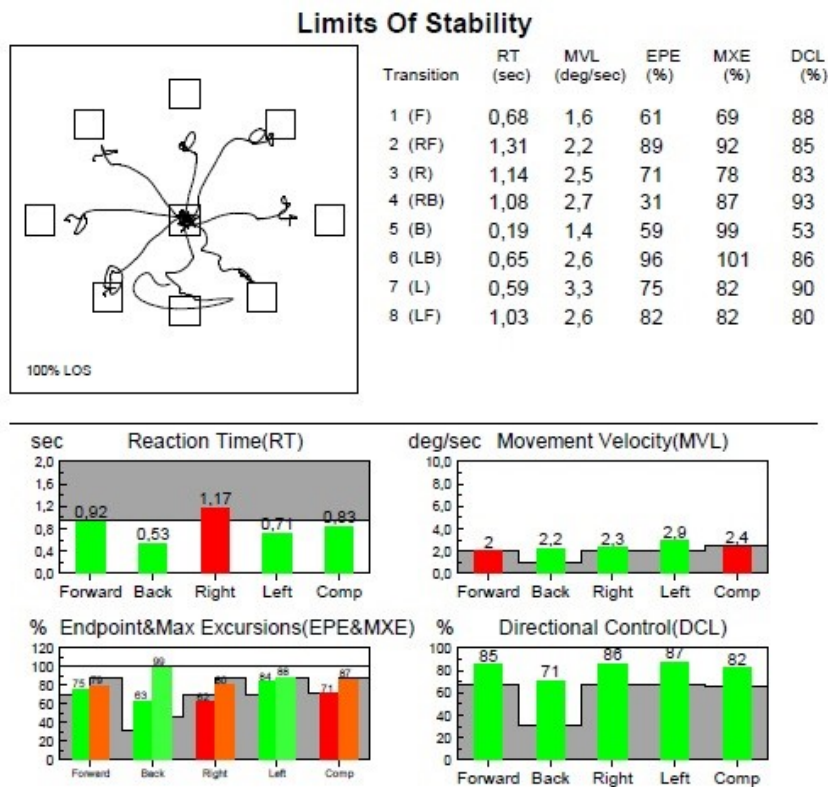 Limits Of Stability
Transition RT (sec) MVL (deg/sec) EPE (%) MXE (%) DCL (%)
1 (F) 0,68 1,6 61 69 88
2 (RF) 1,31 2,2 89 92 85
3 (R) 1,14 2,5 71 78 83
4 (RB) 1,08 2,7 31 87 93
5 (B) 0,19 1,4 59 99 53
6 (LB) 0,65 2,6 96 101 86
7 (L) 0,59 3,3 75 82 90
8 (LF) 1,03 2,6 82 82 80
100% LOS
sec Reaction Time(RT)
2,0
1,6
1,2
0,8
0,4
0,0
0,92 0,53 1,17 0,71 0,83
Forward Back Right Left Comp
deg/sec Movement Velocity(MVL)
10,0
8,0
6,0
4,0
2,0
0,0
2 2,2 2,3 2,9 2,4
Forward Back Right Left Comp
% Endpoint&Max Excursions(EPE&MXE)
120
100
80
60
40
20
0
75 79 63 99 62 80 84 88 71 87
Forward Back Right Left Comp
% Directional Control(DCL)
100
80
60
40
20
0
85 71 86 87 82
Forward Back Right Left Comp